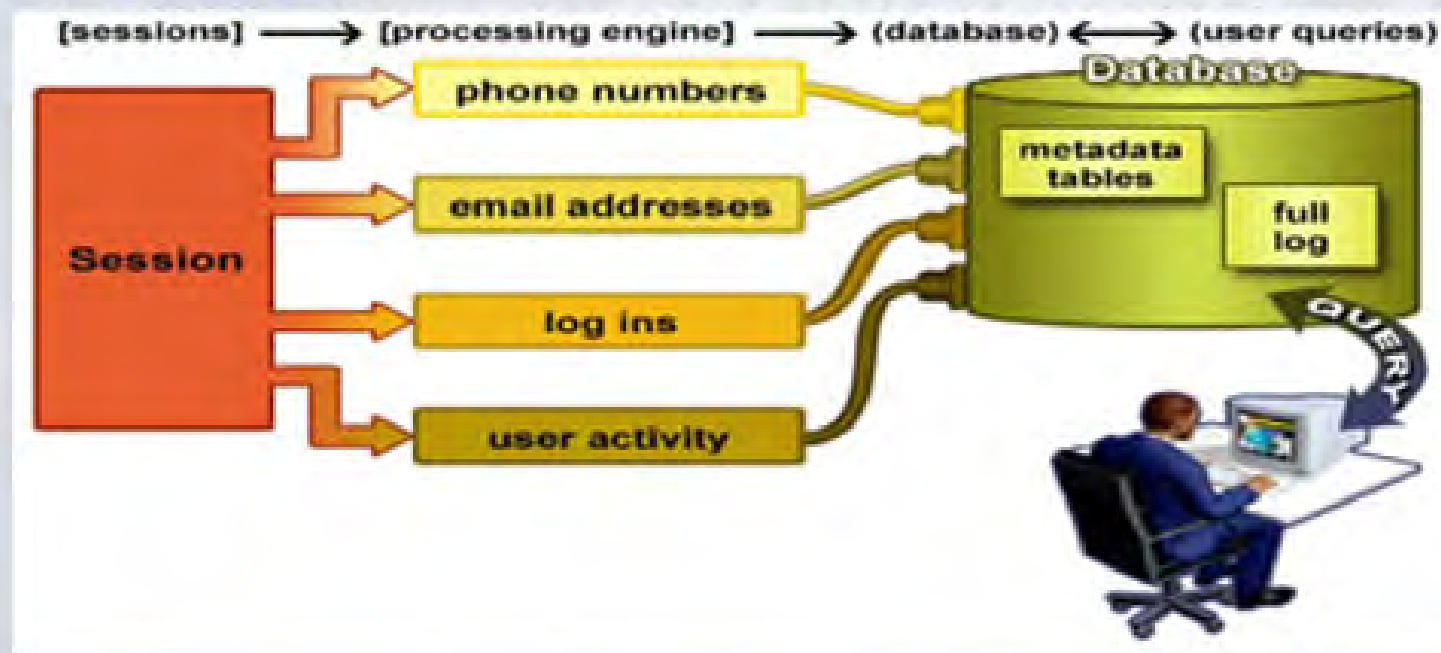 [sessions] → [processing engine] → (database) ↔ (user queries)
Database
phone numbers
metadata
tables
email addresses
full
log
Session
log ins
QUERY
user activity